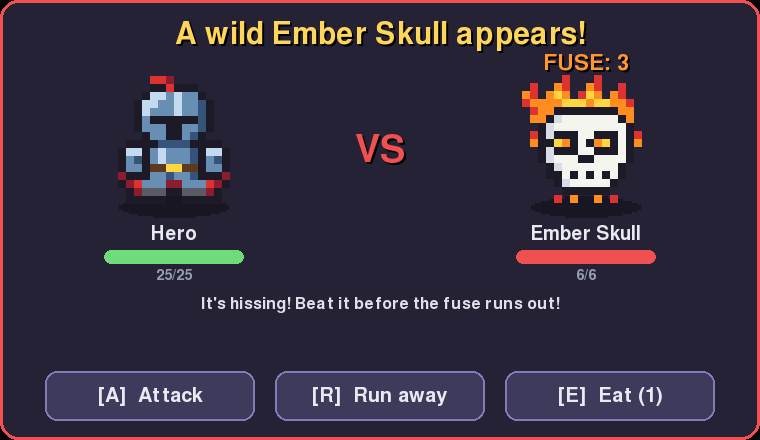 A wild Ember Skull appears!
FUSE: 3
VS
Hero
Ember Skull
25/25
6/6
It's hissing! Beat it before the fuse runs out!
[A] Attack
[R] Run away
[E] Eat (1)